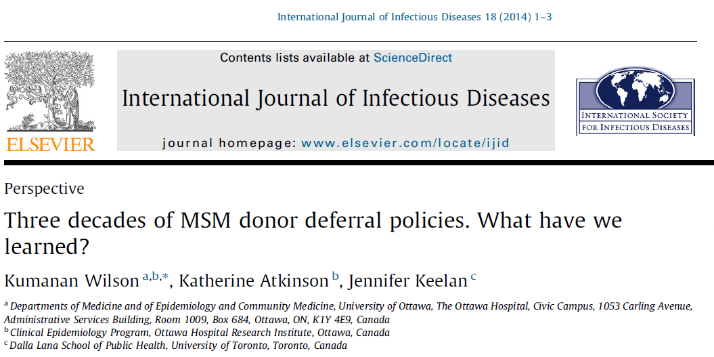 International Journal of Infectious Diseases 18 (2014) 1–3
Contents lists available at ScienceDirect
International Journal of Infectious Diseases
journal homepage: www.elsevier.com/locate/ijid
ELSEVIER
INTERNATIONAL SOCIETY
FOR INFECTIOUS DISEASES
Perspective
Three decades of MSM donor deferral policies. What have we
learned?
Kumanan Wilson a,b,*, Katherine Atkinson b, Jennifer Keelan c
a Departments of Medicine and of Epidemiology and Community Medicine, University of Ottawa, The Ottawa Hospital, Civic Campus, 1053 Carling Avenue,
Administrative Services Building, Room 1009, Box 684, Ottawa, ON, K1Y 4E9, Canada
b Clinical Epidemiology Program, Ottawa Hospital Research Institute, Ottawa, Canada
c Dalla Lana School of Public Health, University of Toronto, Toronto, Canada